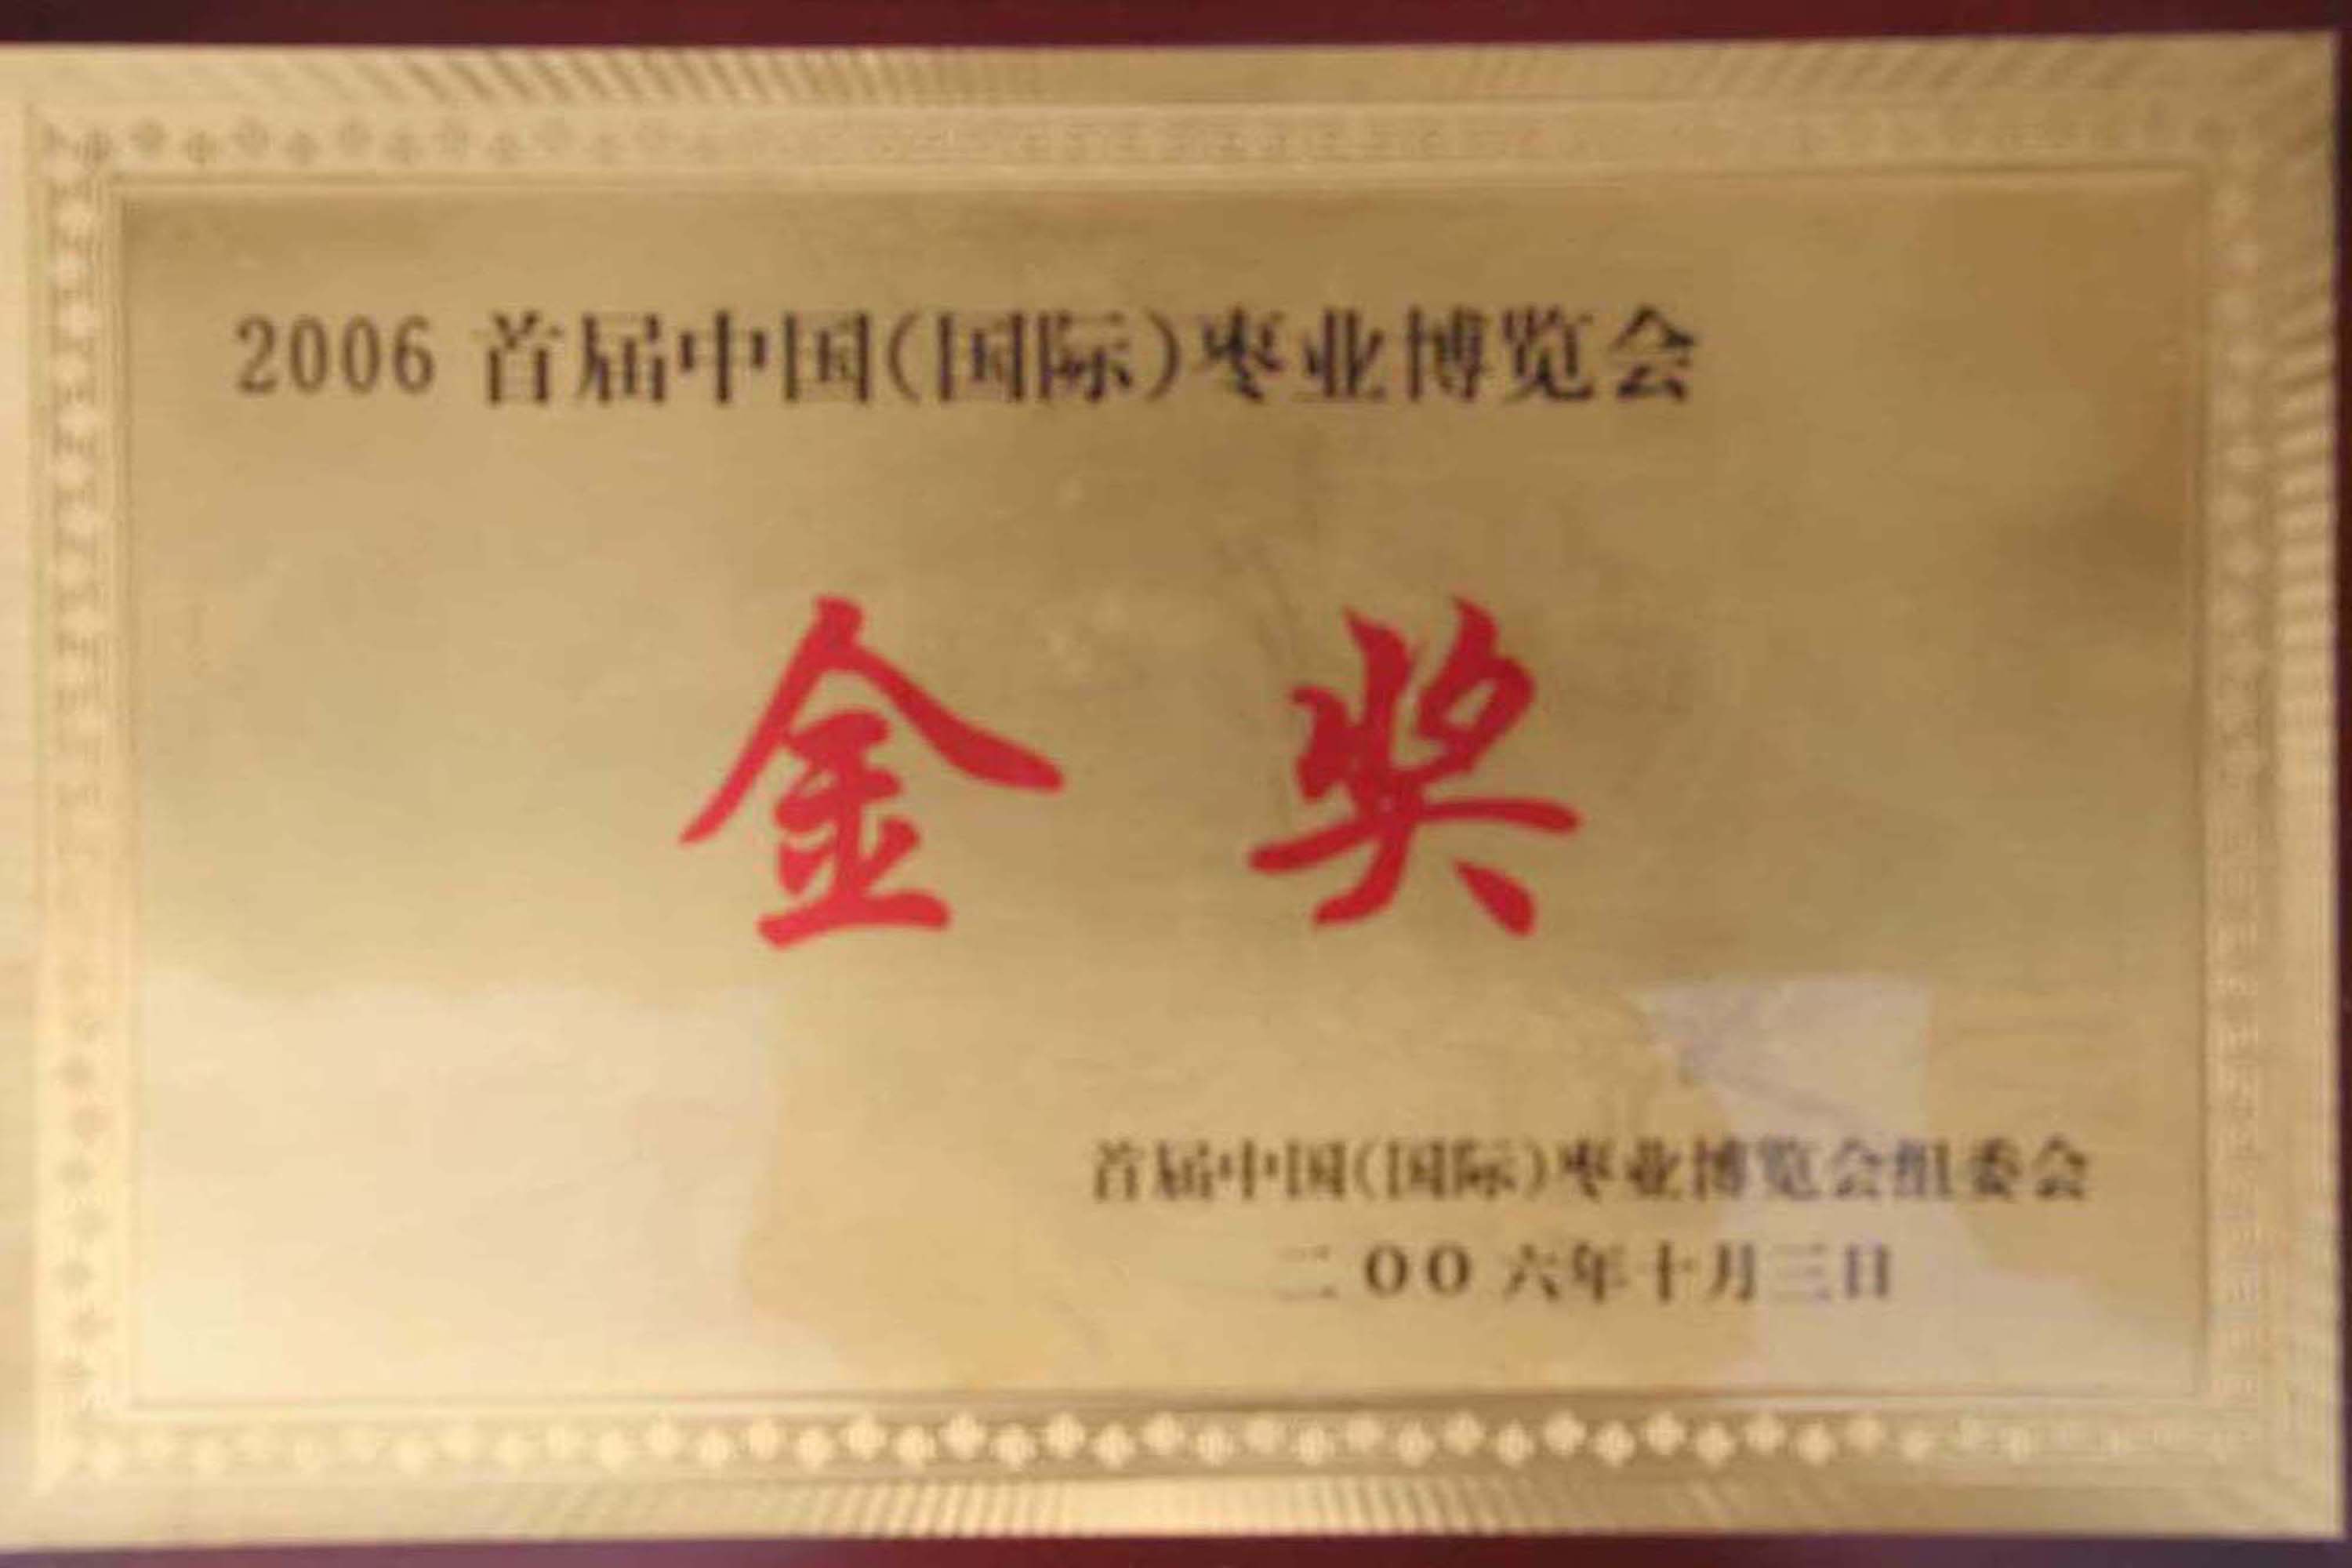 2006 首届中国(国际)枣业博览会
金 奖
首届中国(国际)枣业博览会组委会
二00六年十月三日